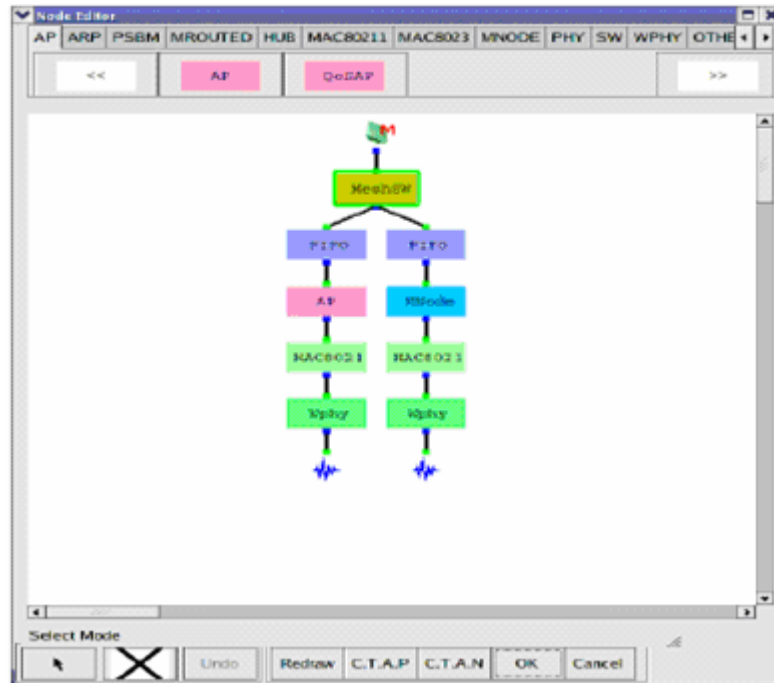 Node Editor
AP ARP PSBM MROUTED HUB MAC80211 MAC8023 MNODE PHY SW WPHY OTHE
<< AP QoSAP >>
M
MeshSW
FIFO FIFO
AP MNode
MAC8021 MAC8021
Wphy Wphy
Select Mode
Undo Redraw C.T.A.P C.T.A.N OK Cancel